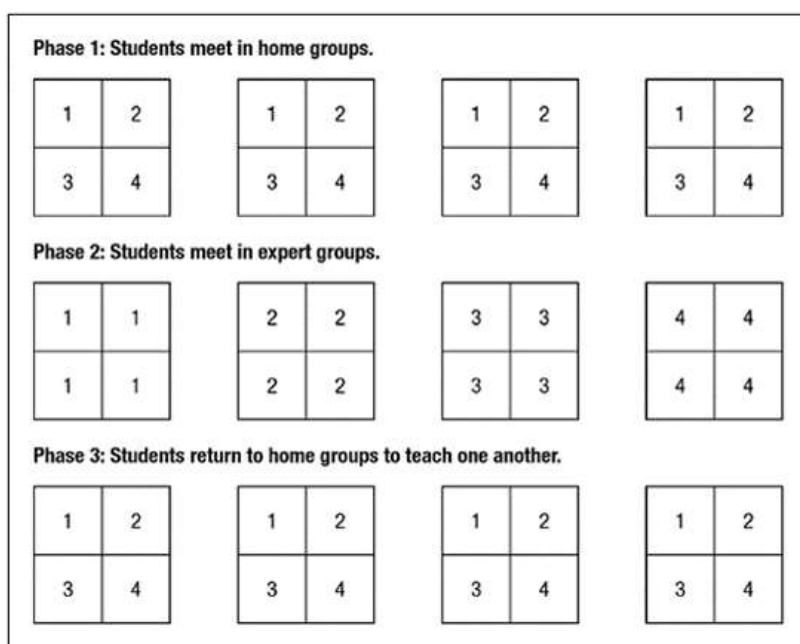 Phase 1: Students meet in home groups.
1 2 1 2 1 2 1 2
3 4 3 4 3 4 3 4
Phase 2: Students meet in expert groups.
1 1 2 2 3 3 4 4
1 1 2 2 3 3 4 4
Phase 3: Students return to home groups to teach one another.
1 2 1 2 1 2 1 2
3 4 3 4 3 4 3 4